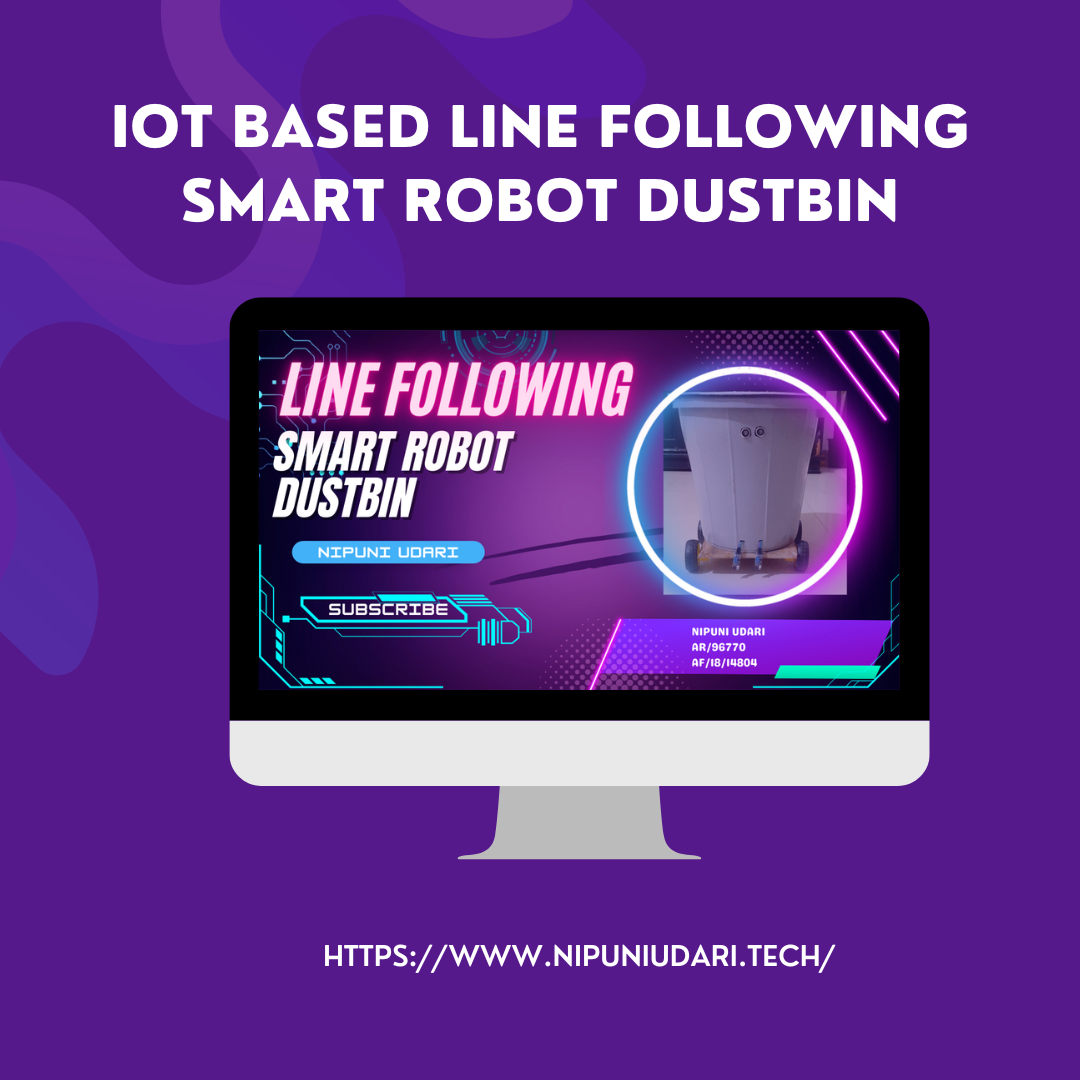 IOT BASED LINE FOLLOWING
SMART ROBOT DUSTBIN
LINE FOLLOWING
SMART ROBOT
DUSTBIN
NIPUNI UDARI
SUBSCRIBE
NIPUNI UDARI
AR/96770
AF/18/14804
HTTPS://WWW.NIPUNIUDARI.TECH/